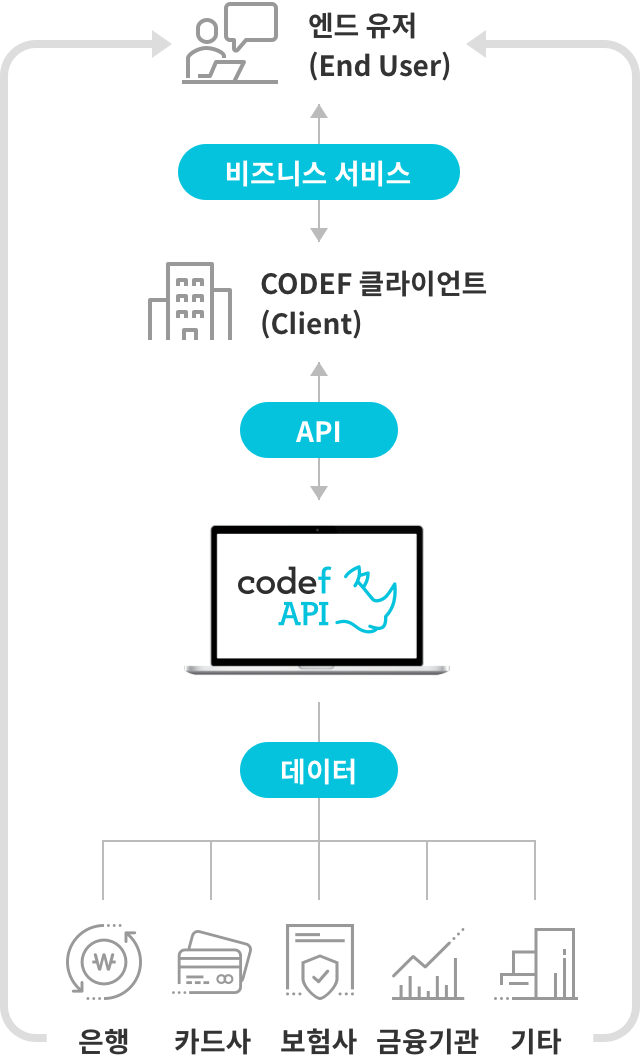 엔드 유저
(End User)
비즈니스 서비스
CODEF 클라이언트
(Client)
API
codef
API
데이터
₩
은행
카드사
보험사
금융기관
기타